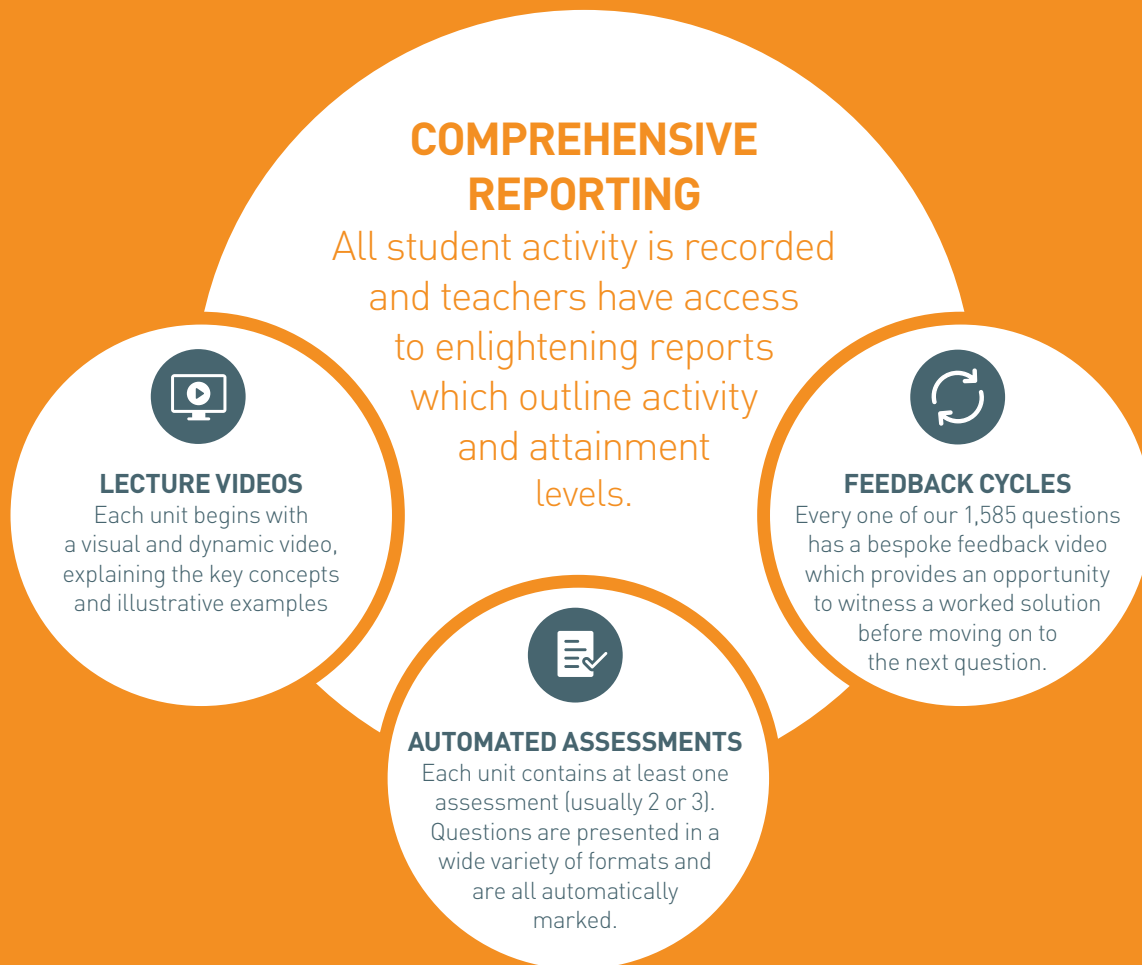 COMPREHENSIVE
REPORTING
All student activity is recorded
and teachers have access
to enlightening reports
which outline activity
and attainment
levels.
LECTURE VIDEOS
Each unit begins with
a visual and dynamic video,
explaining the key concepts
and illustrative examples
AUTOMATED ASSESSMENTS
Each unit contains at least one
assessment (usually 2 or 3).
Questions are presented in a
wide variety of formats and
are all automatically
marked.
FEEDBACK CYCLES
Every one of our 1,585 questions
has a bespoke feedback video
which provides an opportunity
to witness a worked solution
before moving on to
the next question.